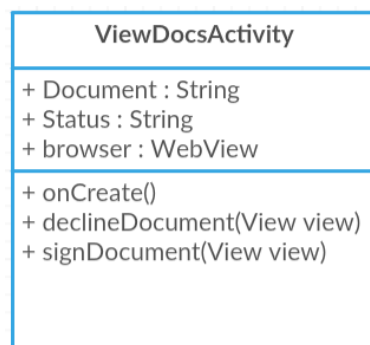 ViewDocsActivity
+ Document : String
+ Status : String
+ browser : WebView
+ onCreate()
+ declineDocument(View view)
+ signDocument(View view)